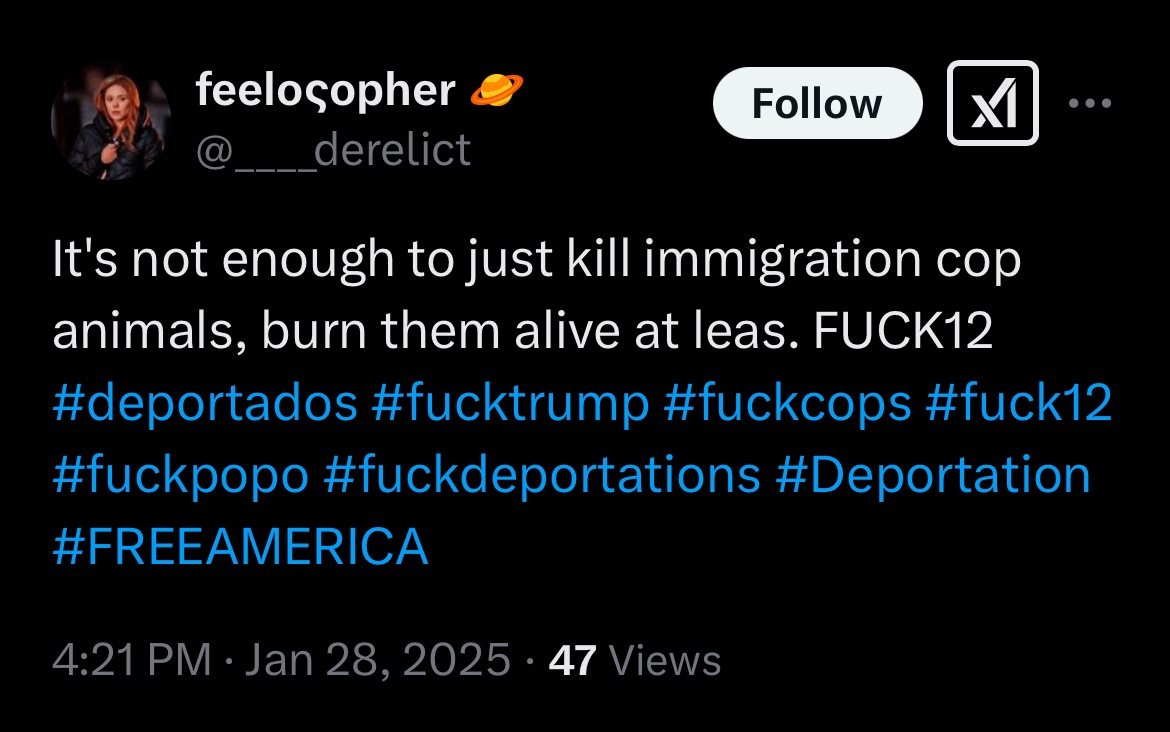 feeloςopher 🪐
@____derelict
Follow
It's not enough to just kill immigration cop
animals, burn them alive at leas. FUCK12
#deportados #fucktrump #fuckcops #fuck12
#fuckpopo #fuckdeportations #Deportation
#FREEAMERICA
4:21 PM · Jan 28, 2025 · 47 Views